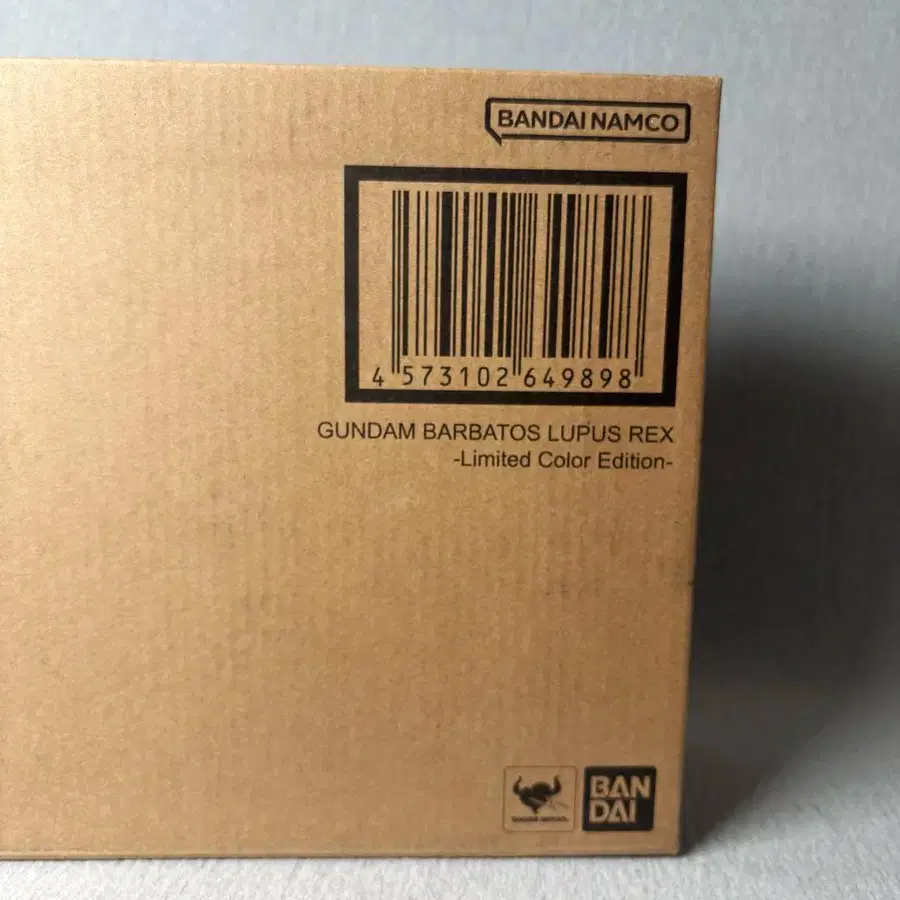 BANDAI NAMCO
4 573102 649898
GUNDAM BARBATOS LUPUS REX
-Limited Color Edition-
BAN
DAI